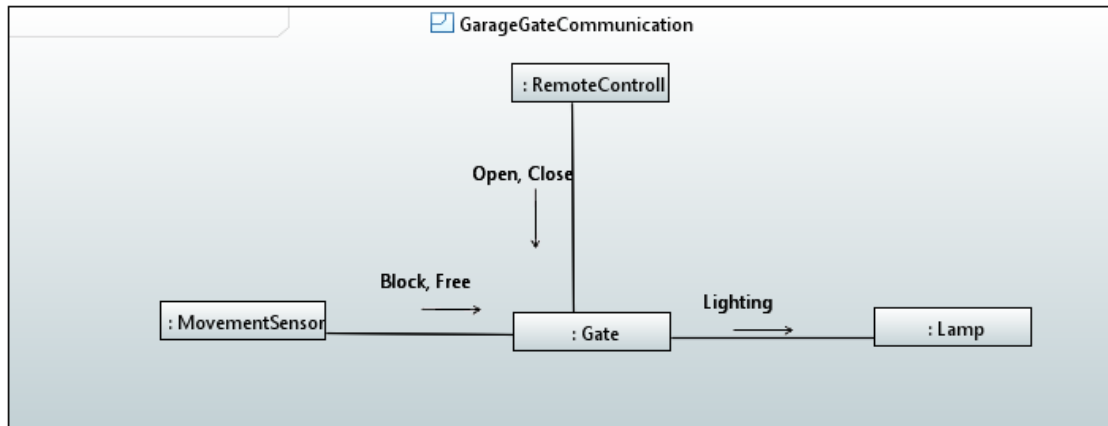 GarageGateCommunication
: RemoteControll
Open, Close
Block, Free
Lighting
: MovementSensor
: Gate
: Lamp